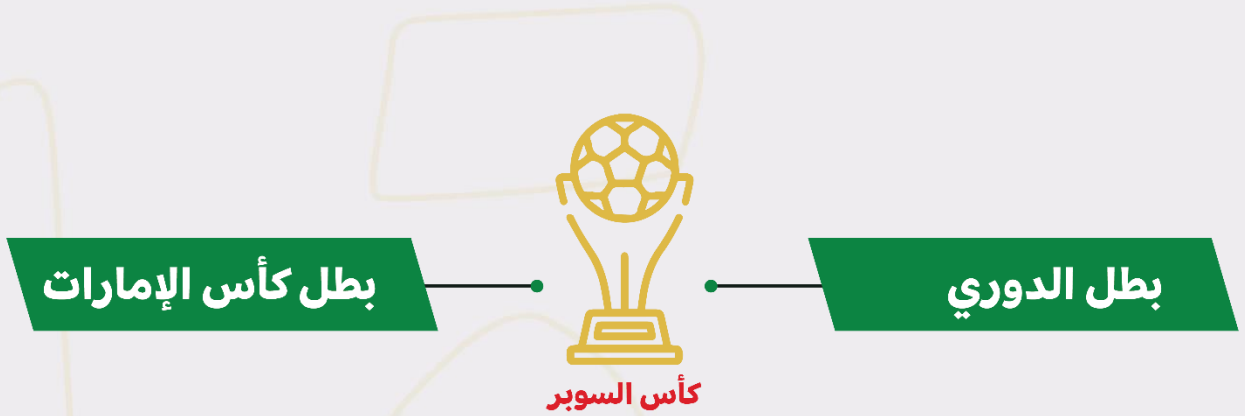 بطل الدوري
بطل كأس الإمارات
كأس السوبر